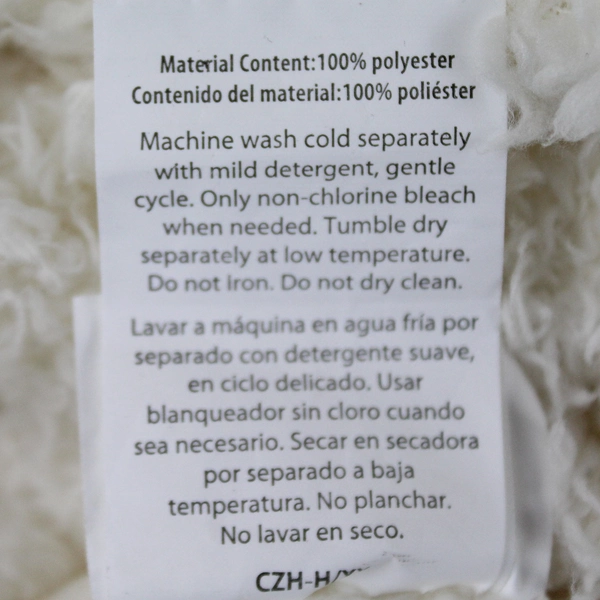 Material Content:100% polyester
Contenido del material:100% poliéster
Machine wash cold separately
with mild detergent, gentle
cycle. Only non-chlorine bleach
when needed. Tumble dry
separately at low temperature.
Do not iron. Do not dry clean.
Lavar a máquina en agua fría por
separado con detergente suave,
en ciclo delicado. Usar
blanqueador sin cloro cuando
sea necesario. Secar en secadora
por separado a baja
temperatura. No planchar.
No lavar en seco.